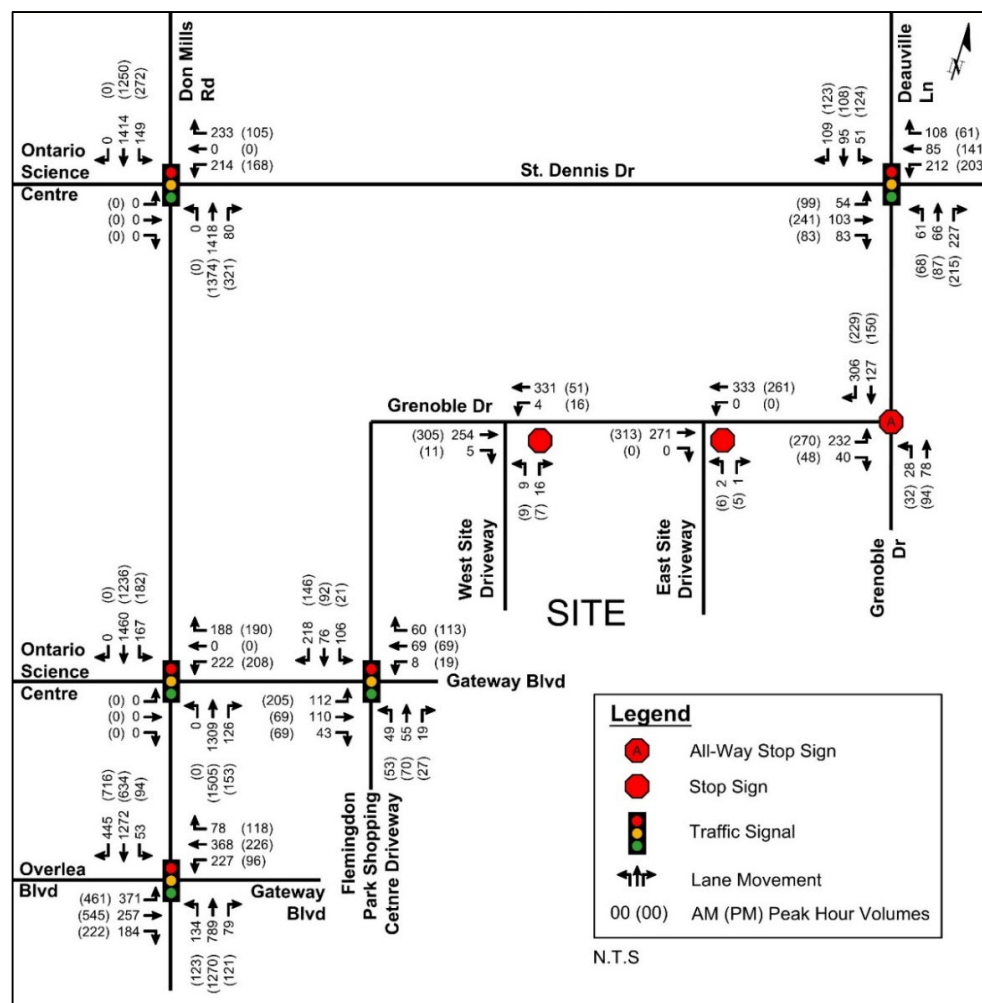 Don Mills
Rd
(0)
(1250)
(272)
0
1414
149
233 (105)
0 (0)
214 (168)
Ontario
Science
Centre
(0) 0
(0) 0
(0) 0
0
1418
80
(0)
(1374)
(321)
St. Dennis Dr
Deauville
Ln
N
109 (123)
95 (108)
51 (124)
108 (61)
85 (141)
212 (203)
(99) 54
(241) 103
(83) 83
61
66
227
(68)
(87)
(215)
(229)
(150)
306
127
A
(270) 232
(48) 40
(32) 28
(94) 78
Grenoble
Dr
Grenoble Dr
331 (51)
4 (16)
(305) 254
(11) 5
(9) 9
(7) 16
West Site
Driveway
333 (261)
0 (0)
(313) 271
(0) 0
(6) 2
(5) 1
East Site
Driveway
SITE
(0)
(1236)
(182)
0
1460
167
188 (190)
0 (0)
222 (208)
Ontario
Science
Centre
(0) 0
(0) 0
(0) 0
0
1309
126
(0)
(1505)
(153)
(146)
(92)
(21)
218
76
106
60 (113)
69 (69)
8 (19)
Gateway Blvd
(205) 112
(69) 110
(69) 43
49
55
19
(53)
(70)
(27)
Flemingdon
Park Shopping
Cetnre Driveway
(716)
(634)
(94)
445
1272
53
78 (118)
368 (226)
227 (96)
Overlea
Blvd
Gateway
Blvd
(461) 371
(545) 257
(222) 184
134
789
79
(123)
(1270)
(121)
Legend
A All-Way Stop Sign
Stop Sign
Traffic Signal
Lane Movement
00 (00) AM (PM) Peak Hour Volumes
N.T.S